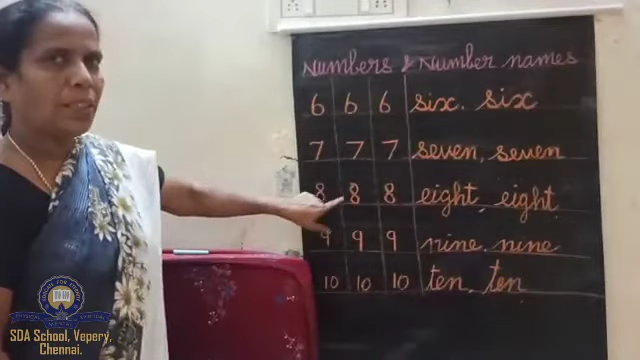 Numbers & Number names
6 6 6 six. six
7 7 7 seven, seven
8 8 8 eight, eight
9 9 9 nine. nine
10 10 10 ten, ten
SDA School, Vepery,
Chennai.